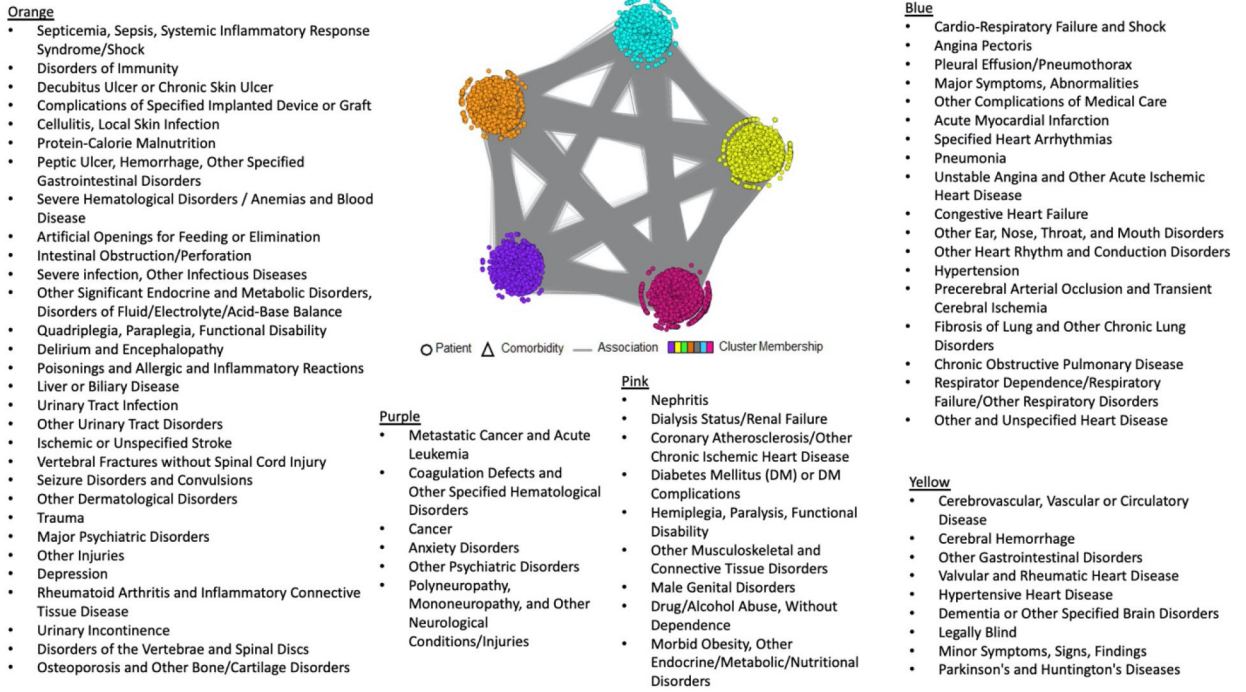 Orange
• Septicemia, Sepsis, Systemic Inflammatory Response
Syndrome/Shock
• Disorders of Immunity
• Decubitus Ulcer or Chronic Skin Ulcer
• Complications of Specified Implanted Device or Graft
• Cellulitis, Local Skin Infection
• Protein-Calorie Malnutrition
• Peptic Ulcer, Hemorrhage, Other Specified
Gastrointestinal Disorders
• Severe Hematological Disorders / Anemias and Blood
Disease
• Artificial Openings for Feeding or Elimination
• Intestinal Obstruction/Perforation
• Severe infection, Other Infectious Diseases
• Other Significant Endocrine and Metabolic Disorders,
Disorders of Fluid/Electrolyte/Acid-Base Balance
• Quadriplegia, Paraplegia, Functional Disability
• Delirium and Encephalopathy
• Poisonings and Allergic and Inflammatory Reactions
• Liver or Biliary Disease
• Urinary Tract Infection
• Other Urinary Tract Disorders
• Ischemic or Unspecified Stroke
• Vertebral Fractures without Spinal Cord Injury
• Seizure Disorders and Convulsions
• Other Dermatological Disorders
• Trauma
• Major Psychiatric Disorders
• Other Injuries
• Depression
• Rheumatoid Arthritis and Inflammatory Connective
Tissue Disease
• Urinary Incontinence
• Disorders of the Vertebrae and Spinal Discs
• Osteoporosis and Other Bone/Cartilage Disorders
Patient Comorbidity Association Cluster Membership
Purple
• Metastatic Cancer and Acute
Leukemia
• Coagulation Defects and
Other Specified Hematological
Disorders
• Cancer
• Anxiety Disorders
• Other Psychiatric Disorders
• Polyneuropathy,
Mononeuropathy, and Other
Neurological
Conditions/Injuries
Pink
• Nephritis
• Dialysis Status/Renal Failure
• Coronary Atherosclerosis/Other
Chronic Ischemic Heart Disease
• Diabetes Mellitus (DM) or DM
Complications
• Hemiplegia, Paralysis, Functional
Disability
• Other Musculoskeletal and
Connective Tissue Disorders
• Male Genital Disorders
• Drug/Alcohol Abuse, Without
Dependence
• Morbid Obesity, Other
Endocrine/Metabolic/Nutritional
Disorders
Blue
• Cardio-Respiratory Failure and Shock
• Angina Pectoris
• Pleural Effusion/Pneumothorax
• Major Symptoms, Abnormalities
• Other Complications of Medical Care
• Acute Myocardial Infarction
• Specified Heart Arrhythmias
• Pneumonia
• Unstable Angina and Other Acute Ischemic
Heart Disease
• Congestive Heart Failure
• Other Ear, Nose, Throat, and Mouth Disorders
• Other Heart Rhythm and Conduction Disorders
• Hypertension
• Precerebral Arterial Occlusion and Transient
Cerebral Ischemia
• Fibrosis of Lung and Other Chronic Lung
Disorders
• Chronic Obstructive Pulmonary Disease
• Respirator Dependence/Respiratory
Failure/Other Respiratory Disorders
• Other and Unspecified Heart Disease
Yellow
• Cerebrovascular, Vascular or Circulatory
Disease
• Cerebral Hemorrhage
• Other Gastrointestinal Disorders
• Valvular and Rheumatic Heart Disease
• Hypertensive Heart Disease
• Dementia or Other Specified Brain Disorders
• Legally Blind
• Minor Symptoms, Signs, Findings
• Parkinson's and Huntington's Diseases